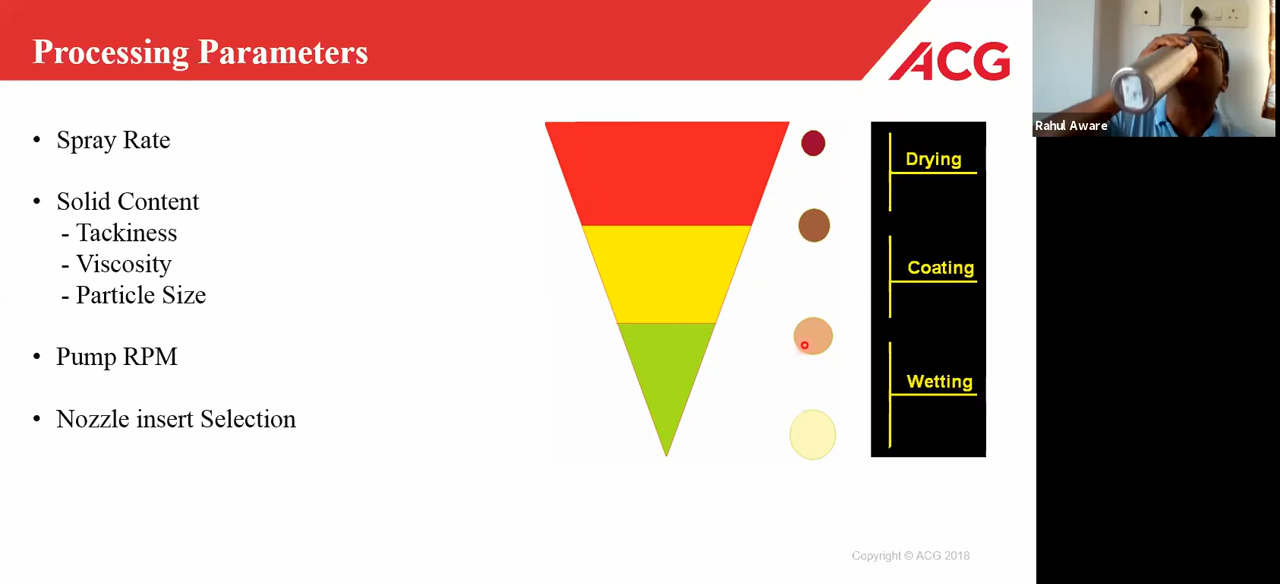 Processing Parameters
ACG
• Spray Rate
• Solid Content
- Tackiness
- Viscosity
- Particle Size
• Pump RPM
• Nozzle insert Selection
Drying
Coating
Wetting
Copyright © ACG 2018
Rahul Aware